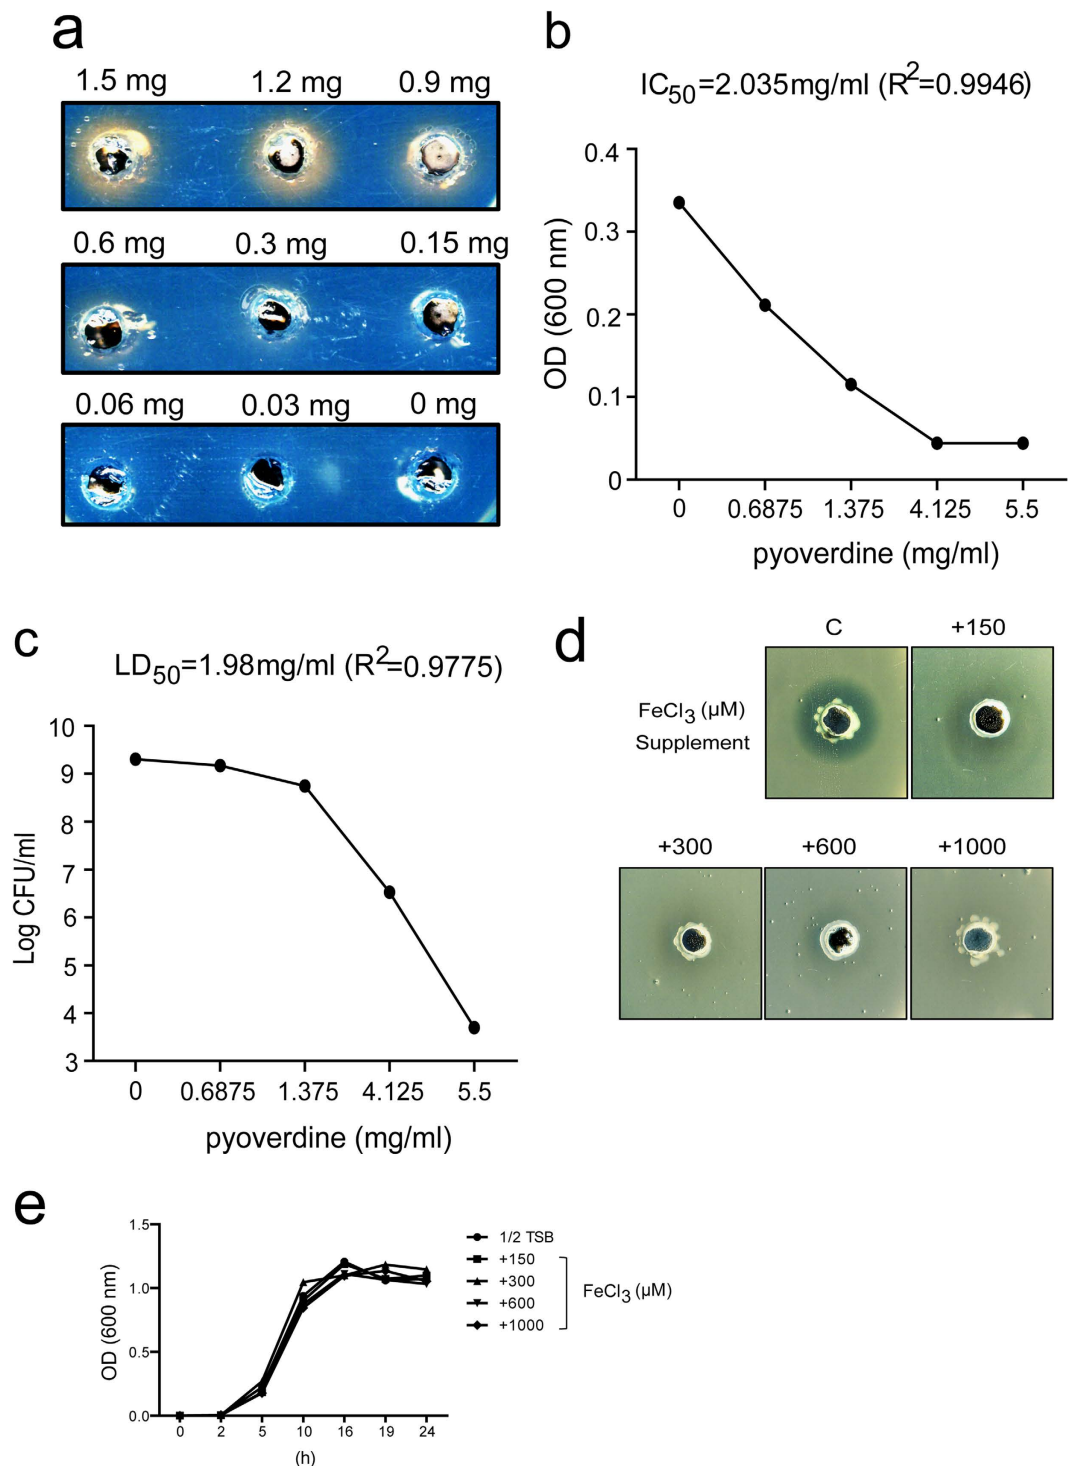 a
1.5 mg 1.2 mg 0.9 mg
0.6 mg 0.3 mg 0.15 mg
0.06 mg 0.03 mg 0 mg
b
IC50=2.035mg/ml (R2=0.9946)
OD (600 nm)
0.4
0.3
0.2
0.1
0
0 0.6875 1.375 4.125 5.5
pyoverdine (mg/ml)
c
LD50=1.98mg/ml (R2=0.9775)
Log CFU/ml
10
9
8
7
6
5
4
3
0 0.6875 1.375 4.125 5.5
pyoverdine (mg/ml)
d
C +150
FeCl3 (µM)
Supplement
+300 +600 +1000
e
OD (600 nm)
1.5
1.0
0.5
0.0
0 2 5 10 16 19 24
(h)
1/2 TSB
+150
+300
+600
+1000
FeCl3 (µM)